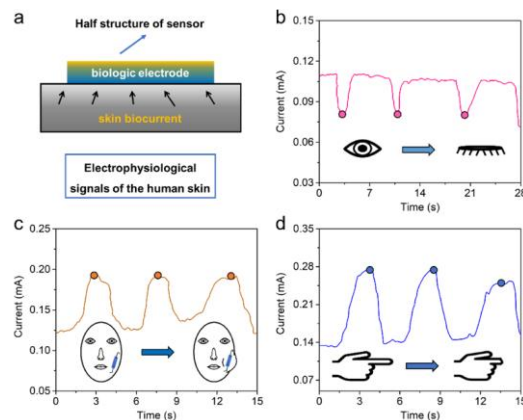 a
Half structure of sensor
biologic electrode
skin biocurrent
Electrophysiological
signals of the human skin
b
Current (mA)
0.15
0.12
0.09
0.06
0.03
0
7
14
21
28
Time (s)
c
Current (mA)
0.25
0.20
0.15
0.10
0.05
0
3
6
9
12
15
Time (s)
d
Current (mA)
0.35
0.28
0.21
0.14
0.07
0
3
6
9
12
15
Time (s)